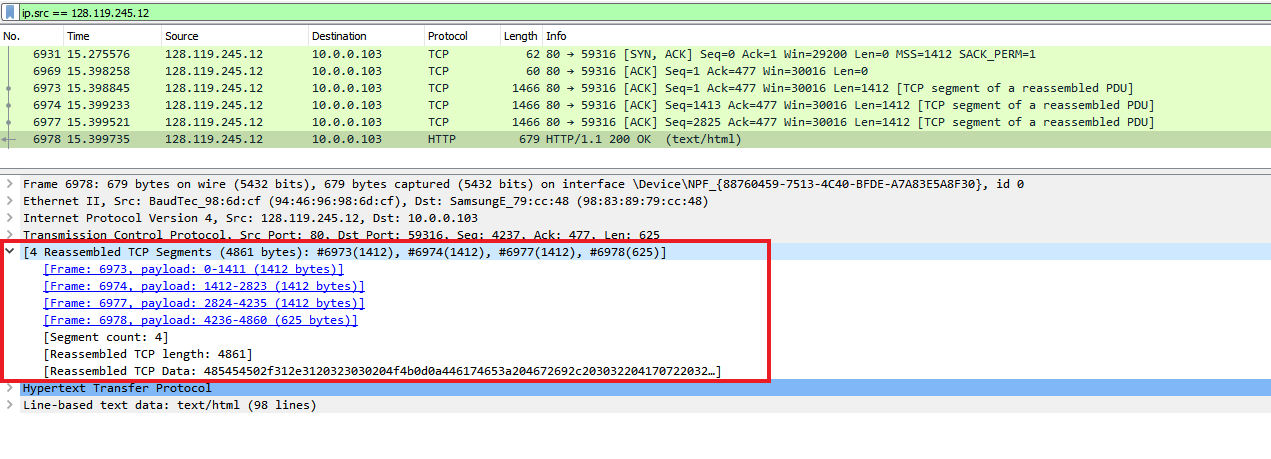 ip.src == 128.119.245.12
No. Time Source Destination Protocol Length Info
6931 15.275576 128.119.245.12 10.0.0.103 TCP 62 80 → 59316 [SYN, ACK] Seq=0 Ack=1 Win=29200 Len=0 MSS=1412 SACK_PERM=1
6969 15.398258 128.119.245.12 10.0.0.103 TCP 60 80 → 59316 [ACK] Seq=1 Ack=477 Win=30016 Len=0
6973 15.398845 128.119.245.12 10.0.0.103 TCP 1466 80 → 59316 [ACK] Seq=1 Ack=477 Win=30016 Len=1412 [TCP segment of a reassembled PDU]
6974 15.399233 128.119.245.12 10.0.0.103 TCP 1466 80 → 59316 [ACK] Seq=1413 Ack=477 Win=30016 Len=1412 [TCP segment of a reassembled PDU]
6977 15.399521 128.119.245.12 10.0.0.103 TCP 1466 80 → 59316 [ACK] Seq=2825 Ack=477 Win=30016 Len=1412 [TCP segment of a reassembled PDU]
6978 15.399735 128.119.245.12 10.0.0.103 HTTP 679 HTTP/1.1 200 OK (text/html)
Frame 6978: 679 bytes on wire (5432 bits), 679 bytes captured (5432 bits) on interface \Device\NPF_{88760459-7513-4C40-BFDE-A7A83E5A8F30}, id 0
Ethernet II, Src: BaudTec_98:6d:cf (94:46:96:98:6d:cf), Dst: SamsungE_79:cc:48 (98:83:89:79:cc:48)
Internet Protocol Version 4, Src: 128.119.245.12, Dst: 10.0.0.103
Transmission Control Protocol, Src Port: 80, Dst Port: 59316, Seq: 4237, Ack: 477, Len: 625
[4 Reassembled TCP Segments (4861 bytes): #6973(1412), #6974(1412), #6977(1412), #6978(625)]
[Frame: 6973, payload: 0-1411 (1412 bytes)]
[Frame: 6974, payload: 1412-2823 (1412 bytes)]
[Frame: 6977, payload: 2824-4235 (1412 bytes)]
[Frame: 6978, payload: 4236-4860 (625 bytes)]
[Segment count: 4]
[Reassembled TCP length: 4861]
[Reassembled TCP Data: 485454502f312e3120323030204f4b0d0a446174653a204672692c203032204170722032…]
Hypertext Transfer Protocol
Line-based text data: text/html (98 lines)